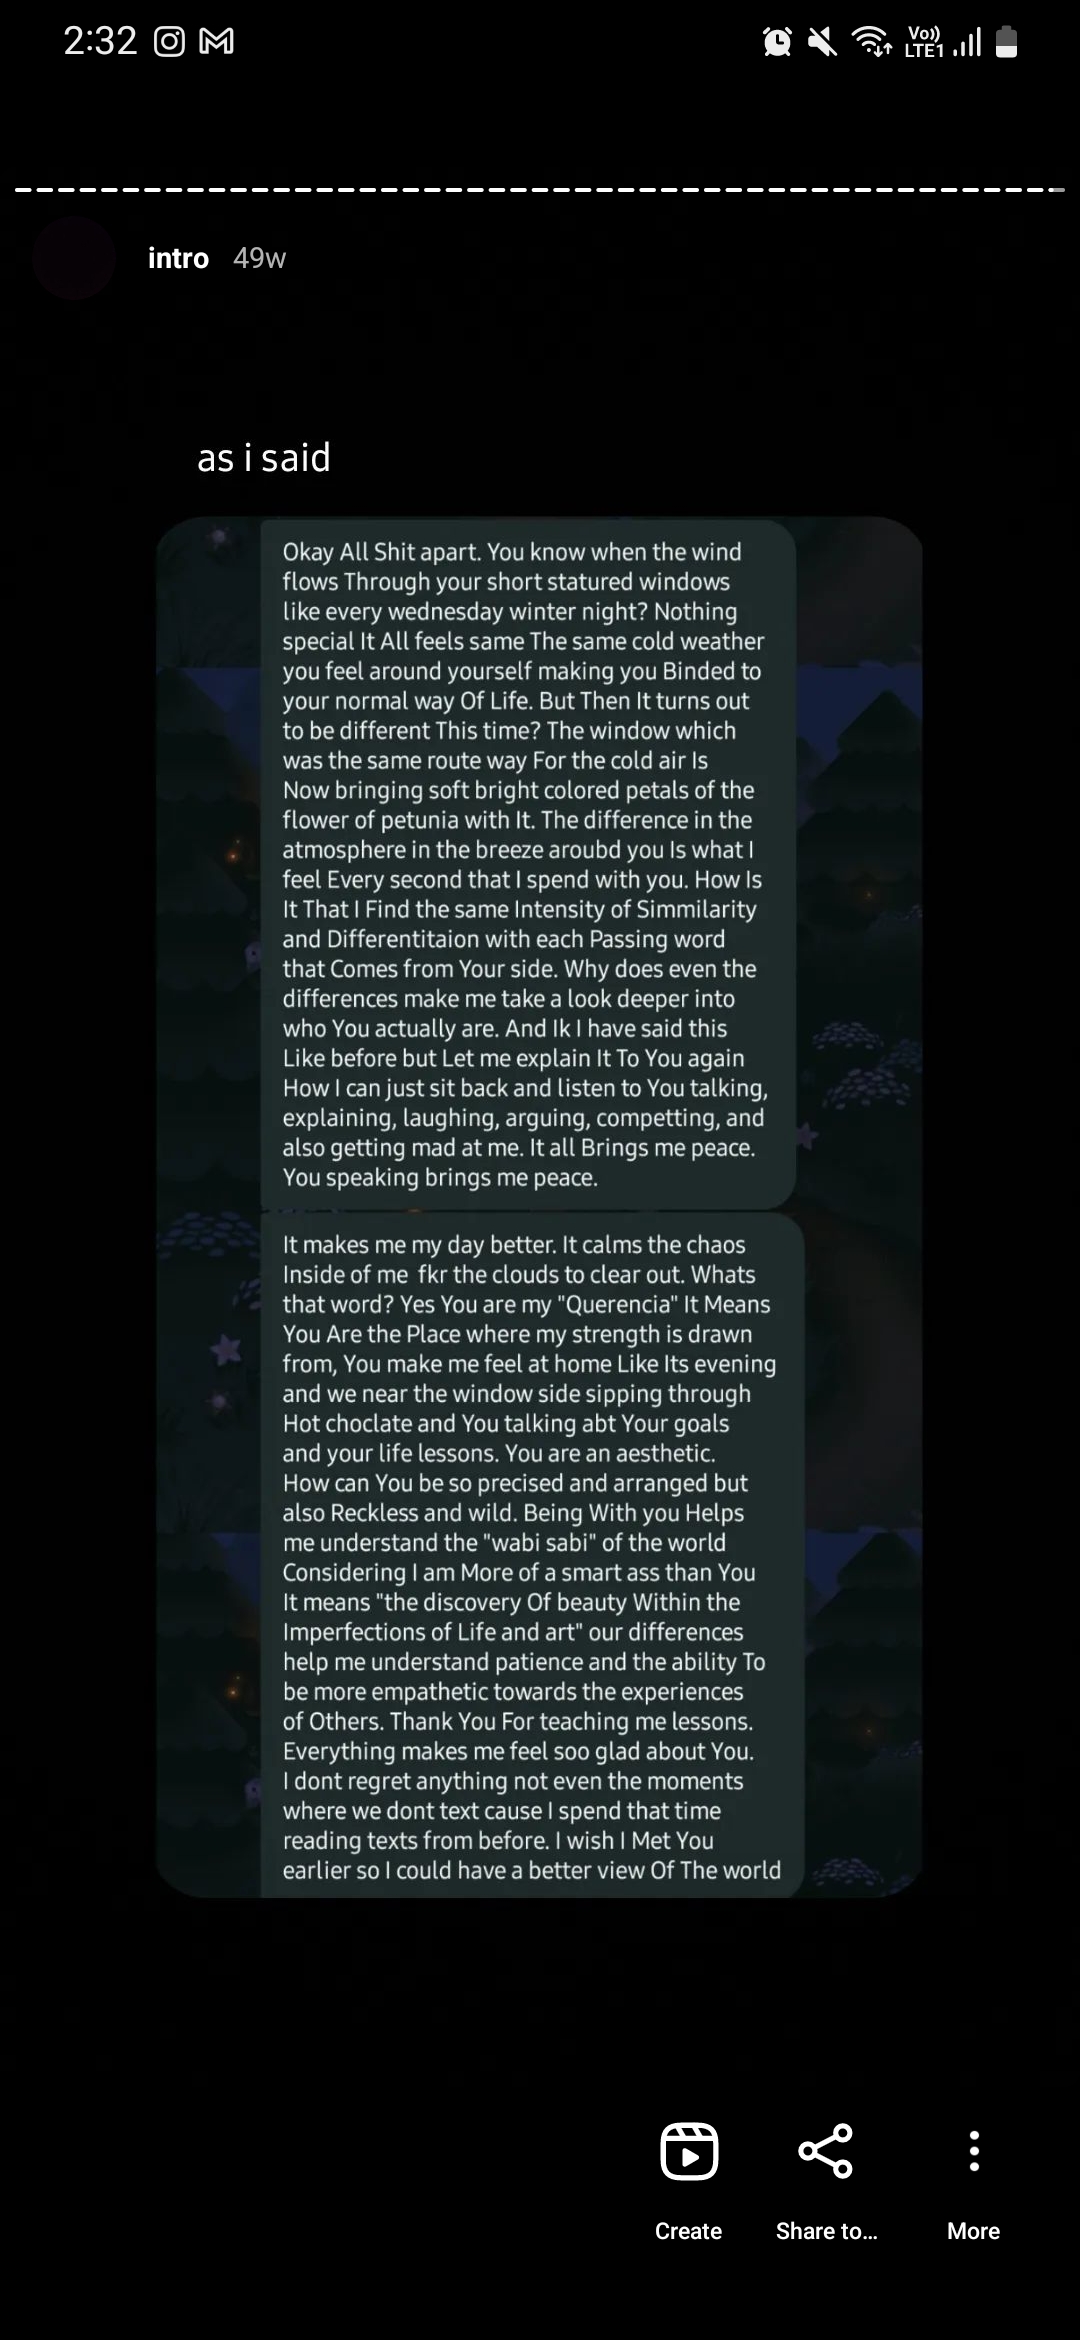 2:32
Vo))
LTE1
intro 49w
as i said
Okay All Shit apart. You know when the wind
flows Through your short statured windows
like every wednesday winter night? Nothing
special It All feels same The same cold weather
you feel around yourself making you Binded to
your normal way Of Life. But Then It turns out
to be different This time? The window which
was the same route way For the cold air Is
Now bringing soft bright colored petals of the
flower of petunia with It. The difference in the
atmosphere in the breeze aroubd you Is what I
feel Every second that I spend with you. How Is
It That I Find the same Intensity of Simmilarity
and Differentitaion with each Passing word
that Comes from Your side. Why does even the
differences make me take a look deeper into
who You actually are. And Ik I have said this
Like before but Let me explain It To You again
How I can just sit back and listen to You talking,
explaining, laughing, arguing, competting, and
also getting mad at me. It all Brings me peace.
You speaking brings me peace.
It makes me my day better. It calms the chaos
Inside of me  fkr the clouds to clear out. Whats
that word? Yes You are my "Querencia" It Means
You Are the Place where my strength is drawn
from, You make me feel at home Like Its evening
and we near the window side sipping through
Hot choclate and You talking abt Your goals
and your life lessons. You are an aesthetic.
How can You be so precised and arranged but
also Reckless and wild. Being With you Helps
me understand the "wabi sabi" of the world
Considering I am More of a smart ass than You
It means "the discovery Of beauty Within the
Imperfections of Life and art" our differences
help me understand patience and the ability To
be more empathetic towards the experiences
of Others. Thank You For teaching me lessons.
Everything makes me feel soo glad about You.
I dont regret anything not even the moments
where we dont text cause I spend that time
reading texts from before. I wish I Met You
earlier so I could have a better view Of The world
Create
Share to...
More